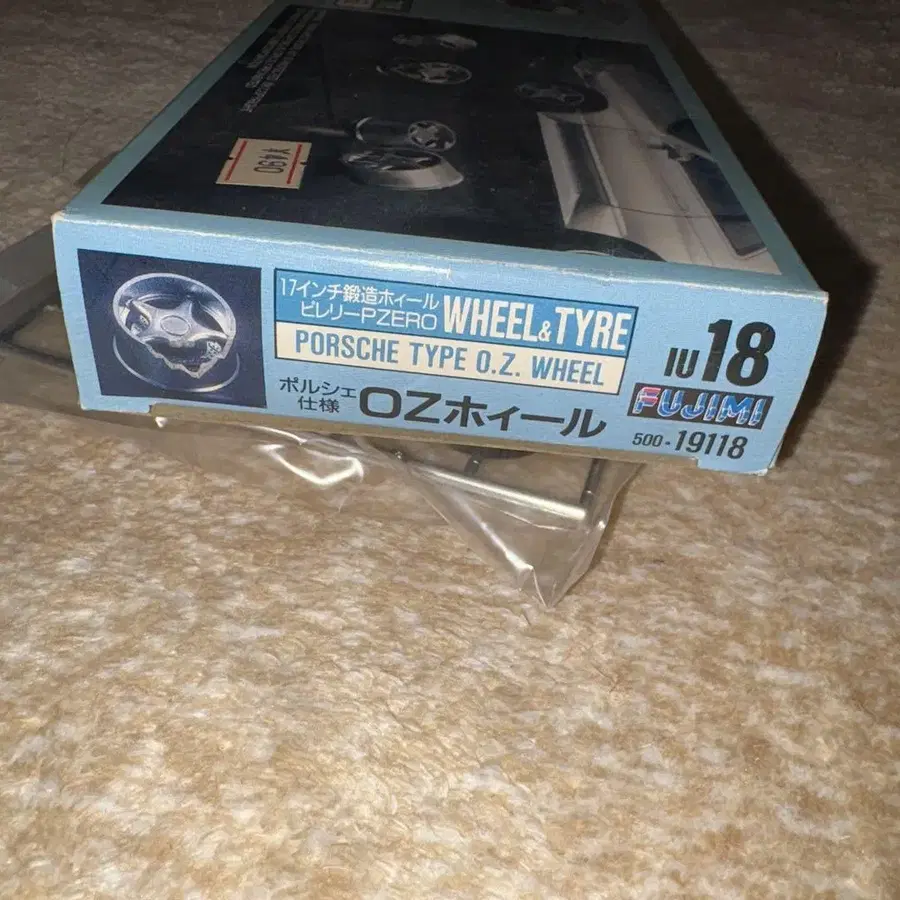 ¥490
17インチ鍛造ホィール
ピレリーPZERO
WHEEL&TYRE
PORSCHE TYPE O.Z. WHEEL
ポルシェ
仕様
OZホィール
IU18
FUJIMI
500-19118